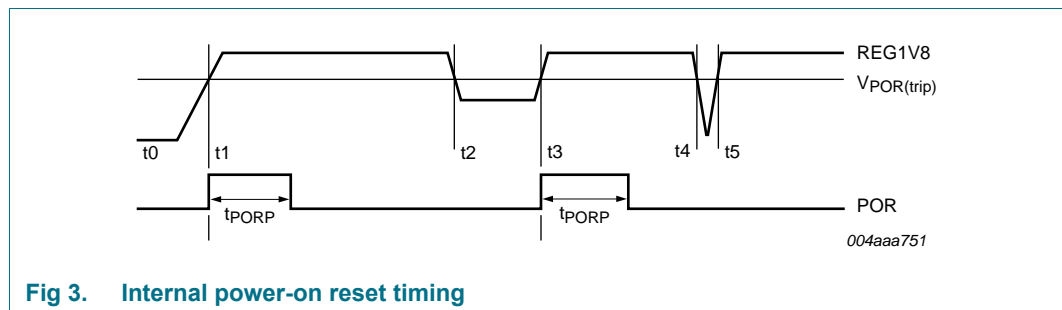 REG1V8
VPOR(trip)
t0 t1 t2 t3 t4 t5
tPORP tPORP
POR
004aaa751
Fig 3. Internal power-on reset timing